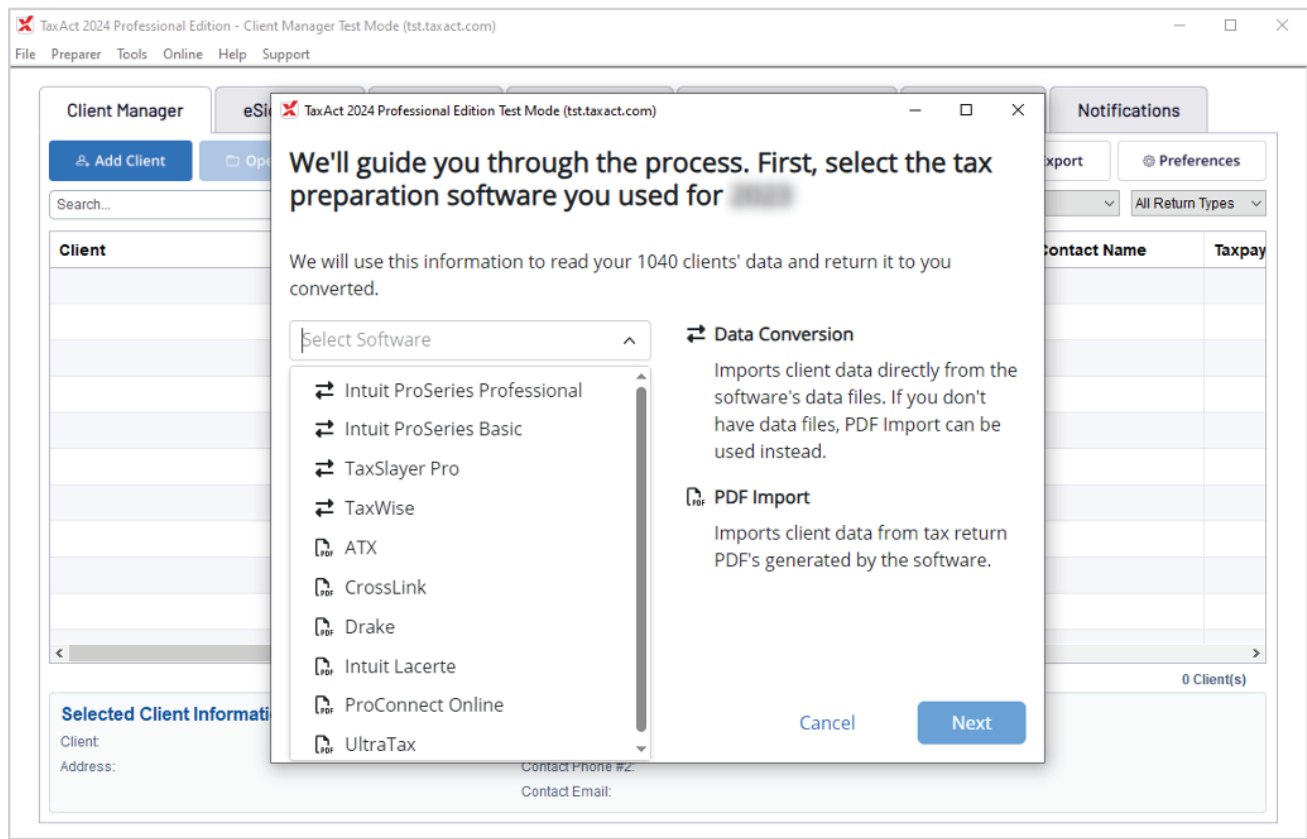 TaxAct 2024 Professional Edition - Client Manager Test Mode (tst.taxact.com)
File Preparer Tools Online Help Support
Client Manager
Notifications
TaxAct 2024 Professional Edition Test Mode (tst.taxact.com)
Add Client
Preferences
Search...
All Return Types
We'll guide you through the process. First, select the tax
preparation software you used for
Client
We will use this information to read your 1040 clients' data and return it to you
converted.
Select Software
Intuit ProSeries Professional
Intuit ProSeries Basic
TaxSlayer Pro
TaxWise
PDF ATX
PDF CrossLink
PDF Drake
PDF Intuit Lacerte
PDF ProConnect Online
PDF UltraTax
Data Conversion
Imports client data directly from the
software's data files. If you don't
have data files, PDF Import can be
used instead.
PDF PDF Import
Imports client data from tax return
PDF's generated by the software.
Cancel
Next
Name
0 Client(s)
Selected Client
Client:
Address:
Contact Phone #2:
Contact Email: